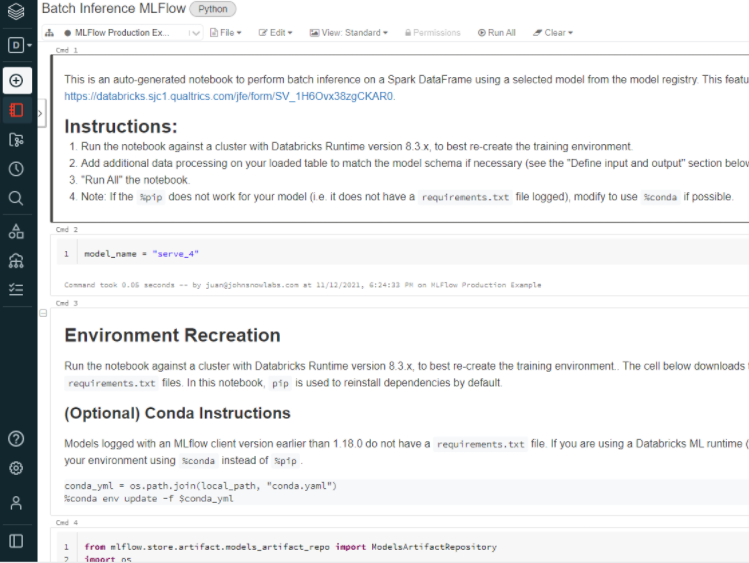 Batch Inference MLFlow Python
MLFlow Production Ex... File Edit View: Standard Permissions Run All Clear
Cmd 1
This is an auto-generated notebook to perform batch inference on a Spark DataFrame using a selected model from the model registry. This featu
https://databricks.sjc1.qualtrics.com/jfe/form/SV_1H6Ovx38zgCKAR0.
Instructions:
1. Run the notebook against a cluster with Databricks Runtime version 8.3.x, to best re-create the training environment.
2. Add additional data processing on your loaded table to match the model schema if necessary (see the "Define input and output" section below
3. "Run All" the notebook.
4. Note: If the %pip does not work for your model (i.e. it does not have a requirements.txt file logged), modify to use %conda if possible.
Cmd 2
1 model_name = "serve_4"
Command took 0.05 seconds -- by juan@johnsnowlabs.com at 11/12/2021, 6:24:33 PM on MLFlow Production Example
Cmd 3
Environment Recreation
Run the notebook against a cluster with Databricks Runtime version 8.3.x, to best re-create the training environment.. The cell below downloads t
requirements.txt files. In this notebook, pip is used to reinstall dependencies by default.
(Optional) Conda Instructions
Models logged with an MLflow client version earlier than 1.18.0 do not have a requirements.txt file. If you are using a Databricks ML runtime (
your environment using %conda instead of %pip.
conda_yml = os.path.join(local_path, "conda.yaml")
%conda env update -f $conda_yml
Cmd 4
1 from mlflow.store.artifact.models_artifact_repo import ModelsArtifactRepository
2 import os
D